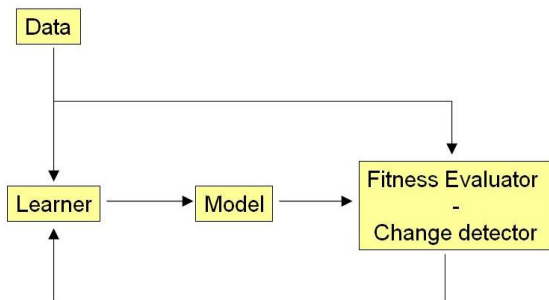 Data
Learner
Model
Fitness Evaluator
-
Change detector